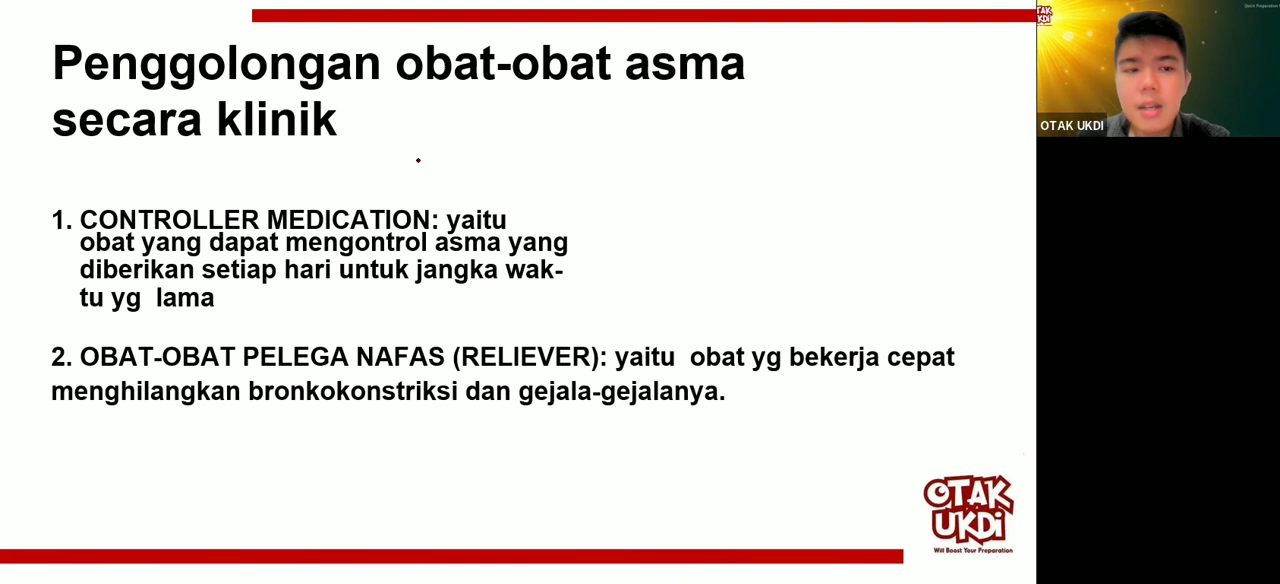 Penggolongan obat-obat asma
secara klinik
1. CONTROLLER MEDICATION: yaitu
obat yang dapat mengontrol asma yang
diberikan setiap hari untuk jangka wak-
tu yg lama
2. OBAT-OBAT PELEGA NAFAS (RELIEVER): yaitu obat yg bekerja cepat
menghilangkan bronkokonstriksi dan gejala-gejalanya.
OTAK
UKDI
Will Boost Your Preparation
OTAK UKDI